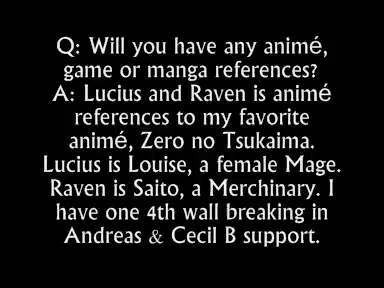 Q: Will you have any animé,
game or manga references?
A: Lucius and Raven is animé
references to my favorite
animé, Zero no Tsukaima.
Lucius is Louise, a female Mage.
Raven is Saito, a Merchinary. I
have one 4th wall breaking in
Andreas & Cecil B support.